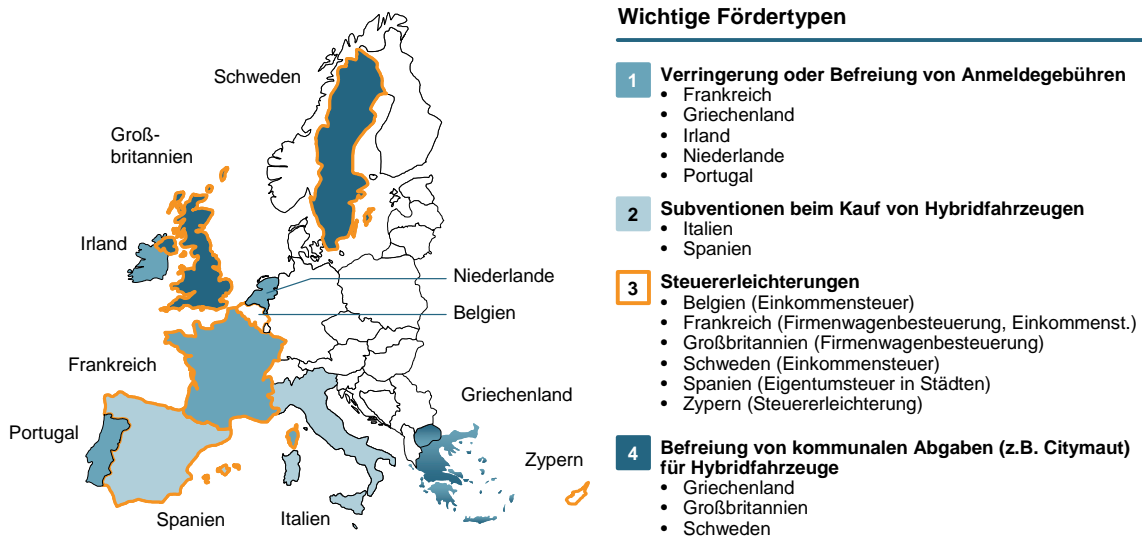 Schweden
Groß-
britannien
Irland
Niederlande
Belgien
Frankreich
Griechenland
Portugal
Zypern
Spanien
Italien
Wichtige Fördertypen
1 Verringerung oder Befreiung von Anmeldegebühren
• Frankreich
• Griechenland
• Irland
• Niederlande
• Portugal
2 Subventionen beim Kauf von Hybridfahrzeugen
• Italien
• Spanien
3 Steuererleichterungen
• Belgien (Einkommensteuer)
• Frankreich (Firmenwagenbesteuerung, Einkommenst.)
• Großbritannien (Firmenwagenbesteuerung)
• Schweden (Einkommensteuer)
• Spanien (Eigentumsteuer in Städten)
• Zypern (Steuererleichterung)
4 Befreiung von kommunalen Abgaben (z.B. Citymaut)
für Hybridfahrzeuge
• Griechenland
• Großbritannien
• Schweden